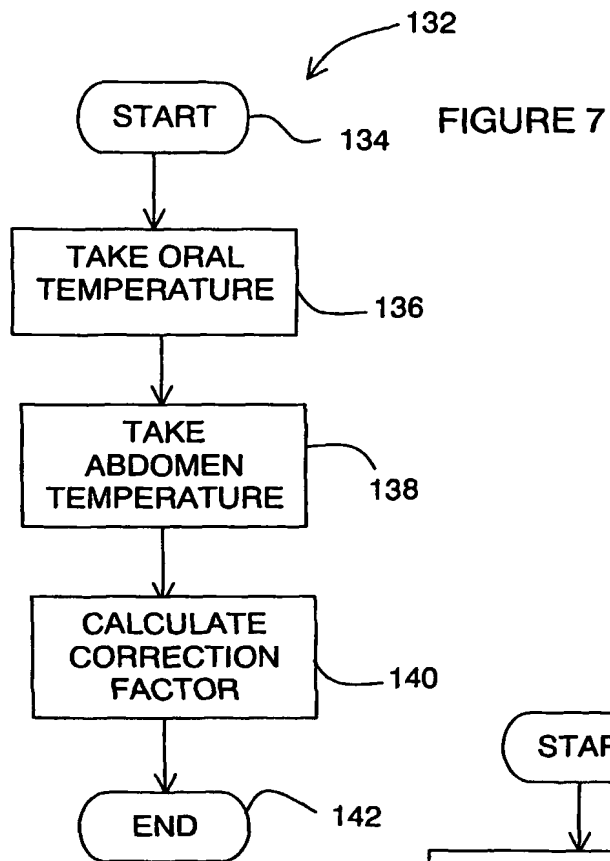 132
START
134
FIGURE 7
TAKE ORAL
TEMPERATURE
136
TAKE
ABDOMEN
TEMPERATURE
138
CALCULATE
CORRECTION
FACTOR
140
END
142
STAR